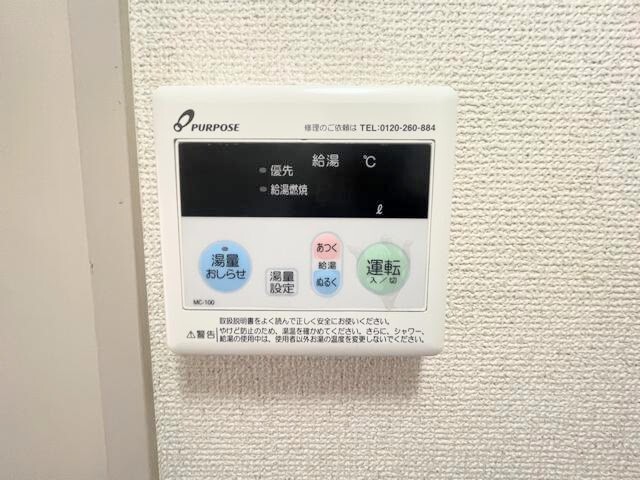 PURPOSE
修理のご依頼は TEL:0120-260-884
給湯 ℃
優先
給湯燃焼
ℓ
湯量
おしらせ
湯量
設定
あつく
給湯
ぬるく
運転
入/切
MC-100
取扱説明書をよく読んで正しく安全にお使いください。
⚠警告
やけど防止のため、湯温を確かめてください。さらに、シャワー、
給湯の使用中は、使用者以外お湯の温度を変更しないでください。